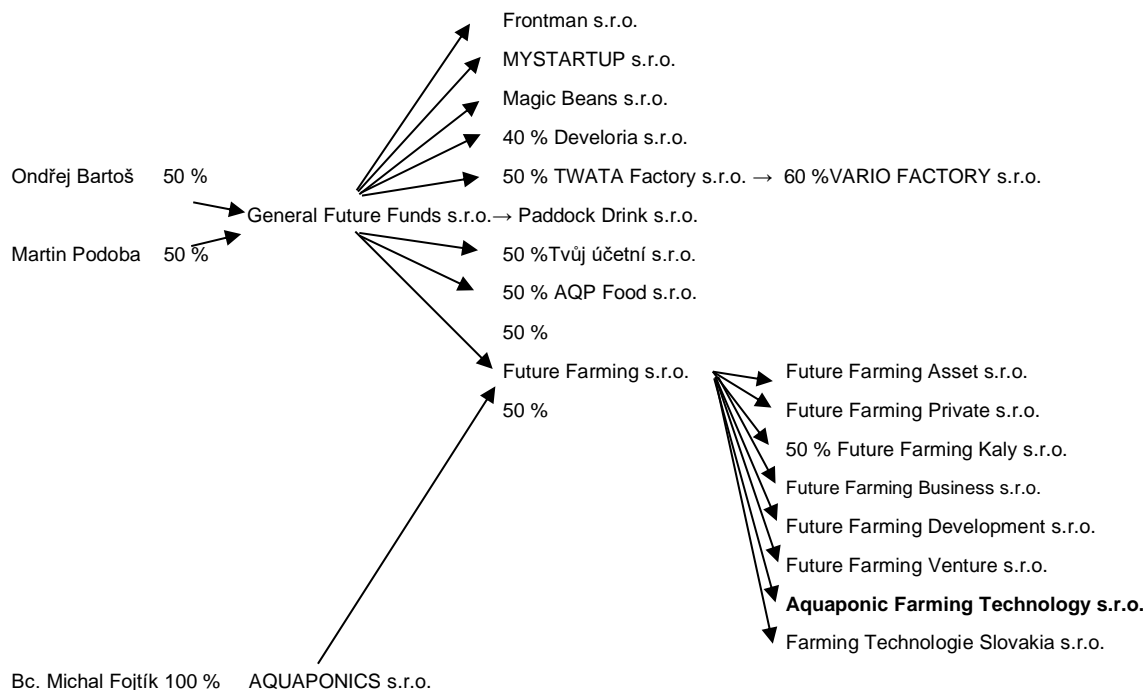 Frontman s.r.o.
MYSTARTUP s.r.o.
Magic Beans s.r.o.
40 % Develoria s.r.o.
Ondřej Bartoš 50 % 50 % TWATA Factory s.r.o. → 60 %VARIO FACTORY s.r.o.
General Future Funds s.r.o.→ Paddock Drink s.r.o.
Martin Podoba 50 % 50 %Tvůj účetní s.r.o.
50 % AQP Food s.r.o.
50 %
Future Farming s.r.o. Future Farming Asset s.r.o.
50 % Future Farming Private s.r.o.
50 % Future Farming Kaly s.r.o.
Future Farming Business s.r.o.
Future Farming Development s.r.o.
Future Farming Venture s.r.o.
Aquaponic Farming Technology s.r.o.
Farming Technologie Slovakia s.r.o.
Bc. Michal Fojtík 100 % AQUAPONICS s.r.o.